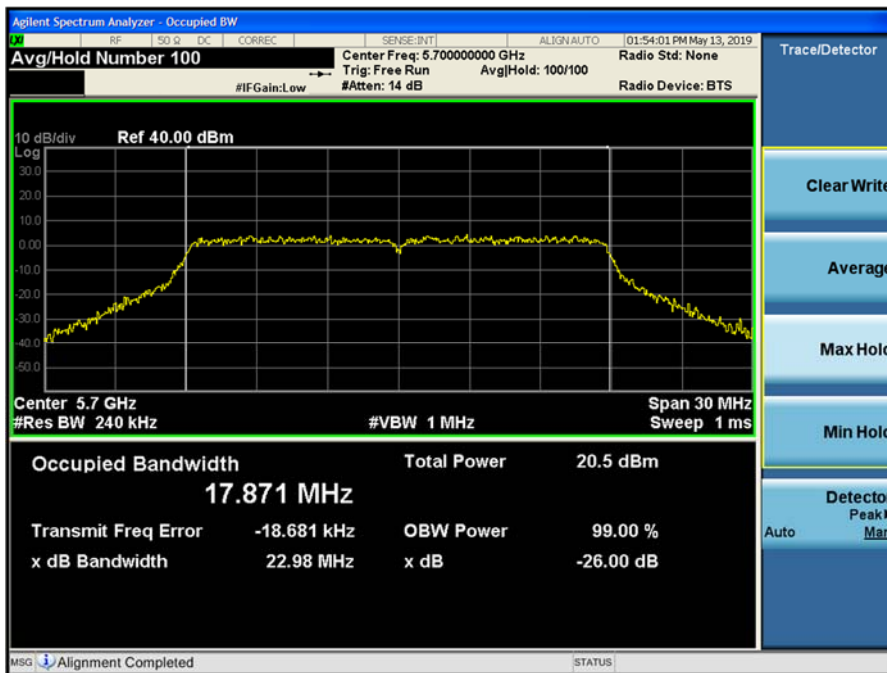 Agilent Spectrum Analyzer - Occupied BW
LXI RF 50 Ω DC CORREC SENSE:INT ALIGN AUTO 01:54:01 PM May 13, 2019
Avg/Hold Number 100
Center Freq: 5.700000000 GHz Radio Std: None
Trig: Free Run Avg|Hold: 100/100
#IFGain:Low #Atten: 14 dB Radio Device: BTS
Trace/Detector
10 dB/div Ref 40.00 dBm
Log
30.0
20.0
10.0
0.00
-10.0
-20.0
-30.0
-40.0
-50.0
Center 5.7 GHz Span 30 MHz
#Res BW 240 kHz #VBW 1 MHz Sweep 1 ms
Occupied Bandwidth Total Power 20.5 dBm
17.871 MHz
Transmit Freq Error -18.681 kHz OBW Power 99.00 %
x dB Bandwidth 22.98 MHz x dB -26.00 dB
Clear Write
Average
Max Hold
Min Hold
Detector
Peak
Auto Man
MSG Alignment Completed STATUS